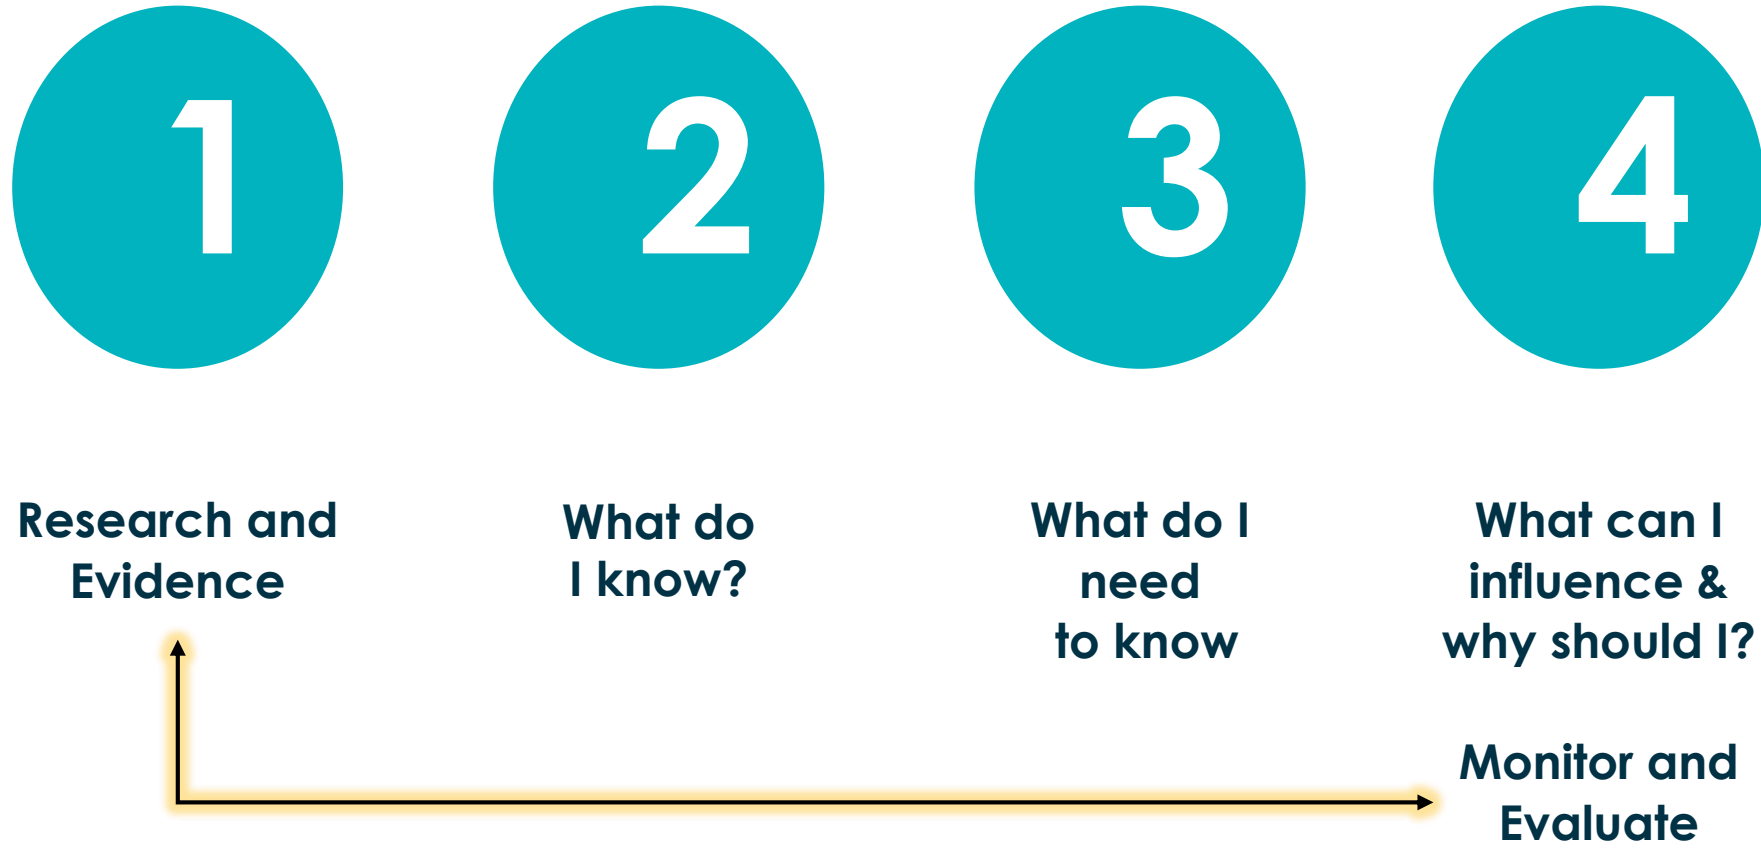 1
2
3
4
Research and
Evidence
What do
I know?
What do I
need
to know
What can I
influence &
why should I?
Monitor and
Evaluate